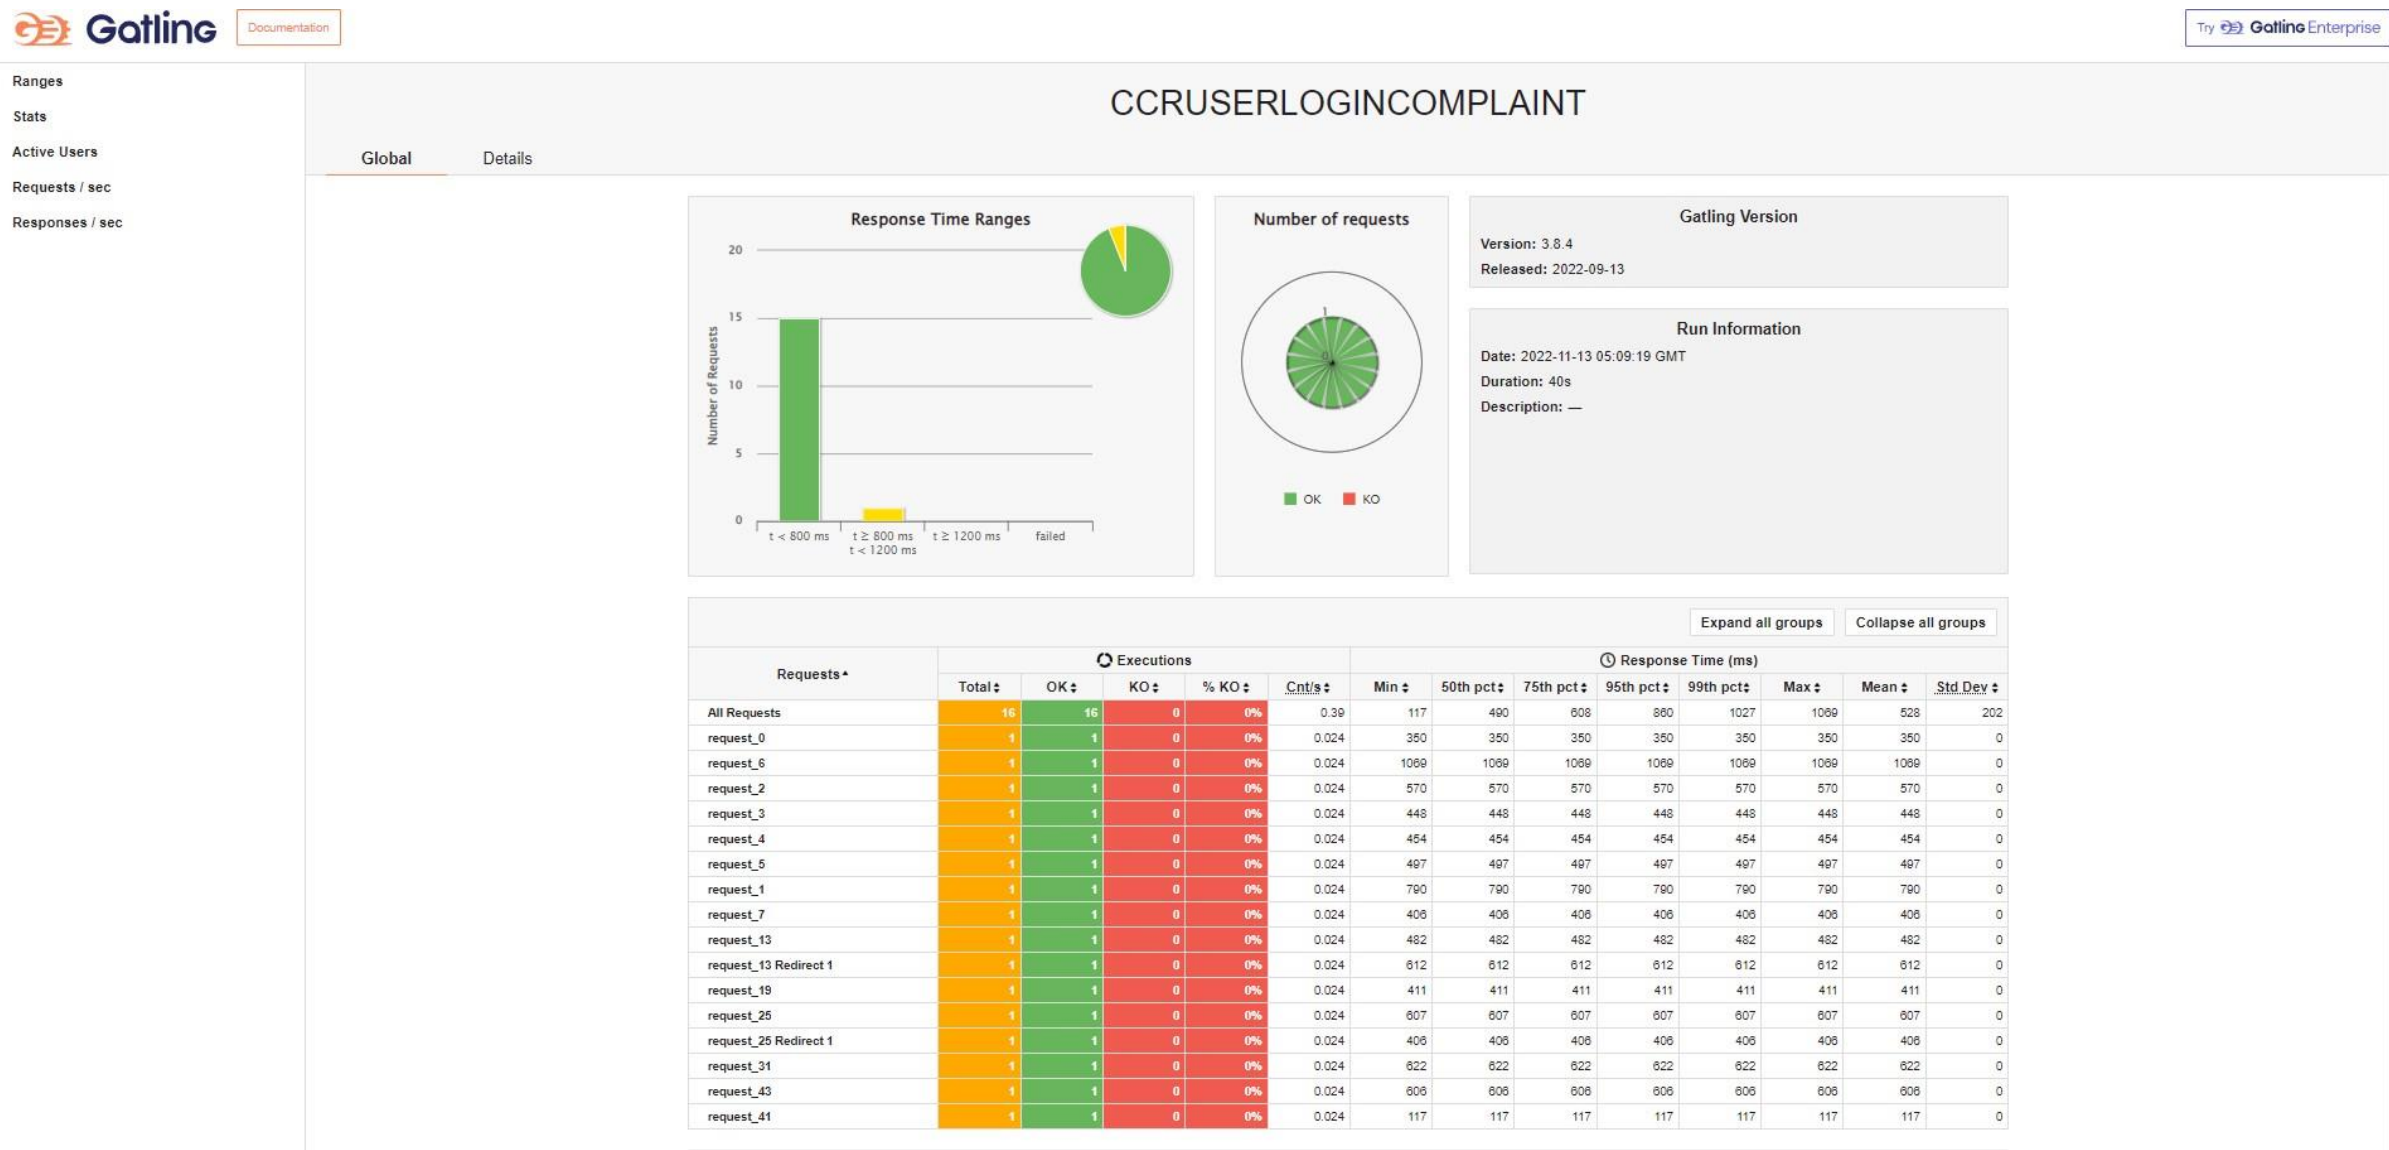 Gatling Documentation Try Gatling Enterprise
Ranges
Stats
Active Users
Requests / sec
Responses / sec
CCRUSERLOGINCOMPLAINT
Global Details
Response Time Ranges
Number of Requests
20
15
10
5
0
t < 800 ms t ≥ 800 ms t ≥ 1200 ms failed
t < 1200 ms
Number of requests
1
0
OK KO
Gatling Version
Version: 3.8.4
Released: 2022-09-13
Run Information
Date: 2022-11-13 05:09:19 GMT
Duration: 40s
Description: —
Expand all groups Collapse all groups
Requests Executions Response Time (ms)
Total OK KO % KO Cnt/s Min 50th pct 75th pct 95th pct 99th pct Max Mean Std Dev
All Requests 16 16 0 0% 0.39 117 490 608 860 1027 1069 528 202
request_0 1 1 0 0% 0.024 350 350 350 350 350 350 350 0
request_6 1 1 0 0% 0.024 1069 1069 1069 1069 1069 1069 1069 0
request_2 1 1 0 0% 0.024 570 570 570 570 570 570 570 0
request_3 1 1 0 0% 0.024 448 448 448 448 448 448 448 0
request_4 1 1 0 0% 0.024 454 454 454 454 454 454 454 0
request_5 1 1 0 0% 0.024 497 497 497 497 497 497 497 0
request_1 1 1 0 0% 0.024 790 790 790 790 790 790 790 0
request_7 1 1 0 0% 0.024 406 406 406 406 406 406 406 0
request_13 1 1 0 0% 0.024 482 482 482 482 482 482 482 0
request_13 Redirect 1 1 1 0 0% 0.024 612 612 612 612 612 612 612 0
request_19 1 1 0 0% 0.024 411 411 411 411 411 411 411 0
request_25 1 1 0 0% 0.024 607 607 607 607 607 607 607 0
request_25 Redirect 1 1 1 0 0% 0.024 406 406 406 406 406 406 406 0
request_31 1 1 0 0% 0.024 622 622 622 622 622 622 622 0
request_43 1 1 0 0% 0.024 606 606 606 606 606 606 606 0
request_41 1 1 0 0% 0.024 117 117 117 117 117 117 117 0